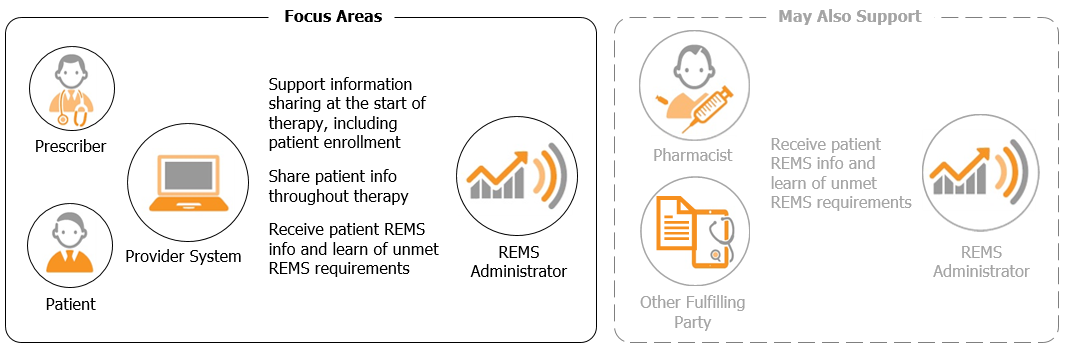 Focus Areas
Prescriber
Patient
Provider System
Support information
sharing at the start of
therapy, including
patient enrollment
Share patient info
throughout therapy
Receive patient REMS
info and learn of unmet
REMS requirements
REMS
Administrator
May Also Support
Pharmacist
Other Fulfilling
Party
Receive patient
REMS info and
learn of unmet
REMS requirements
REMS
Administrator